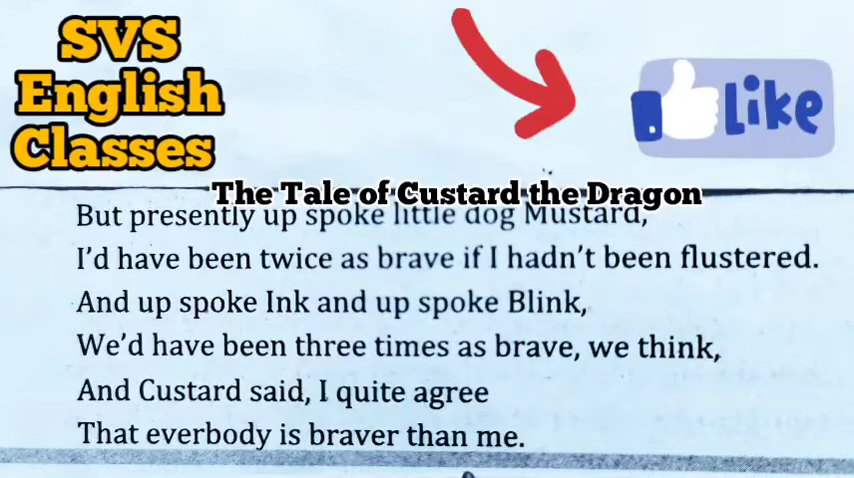 SVS
English
Classes
Like
The Tale of Custard the Dragon
But presently up spoke little dog Mustard,
I'd have been twice as brave if I hadn't been flustered.
And up spoke Ink and up spoke Blink,
We'd have been three times as brave, we think,
And Custard said, I quite agree
That everbody is braver than me.